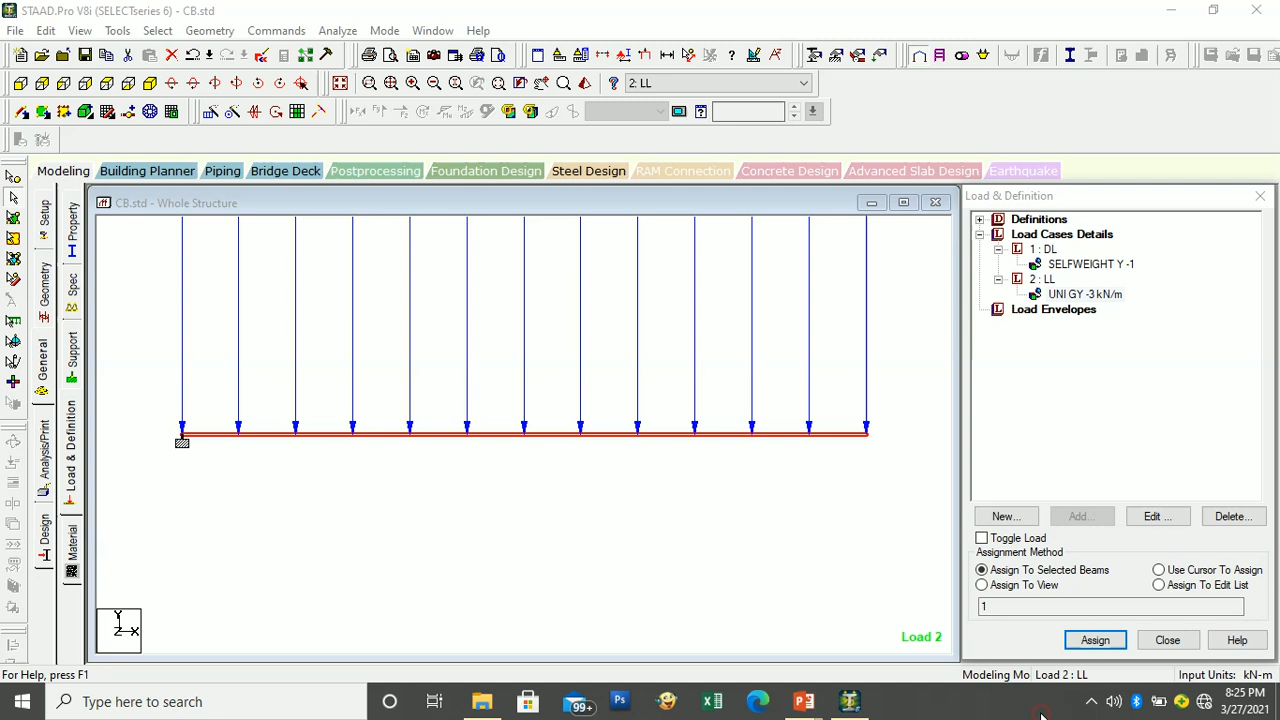 STAAD.Pro V8i (SELECTseries 6) - CB.std
File Edit View Tools Select Geometry Commands Analyze Mode Window Help
2: LL
Modeling Building Planner Piping Bridge Deck Postprocessing Foundation Design Steel Design RAM Connection Concrete Design Advanced Slab Design Earthquake
Setup
Geometry
General
Analysis/Print
Design
Property
Spec
Support
Load & Definition
Material
CB.std - Whole Structure
Y
Z X
Load 2
Load & Definition
Definitions
Load Cases Details
1 : DL
SELFWEIGHT Y -1
2 : LL
UNI GY -3 kN/m
Load Envelopes
New... Add... Edit ... Delete...
Toggle Load
Assignment Method
Assign To Selected Beams Use Cursor To Assign
Assign To View Assign To Edit List
1
Assign Close Help
For Help, press F1 Modeling Mo Load 2 : LL Input Units: kN-m
Type here to search
99+
Ps
8:25 PM
3/27/2021